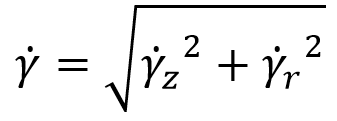 γ̇ = √(γ̇_z² + γ̇_r²)